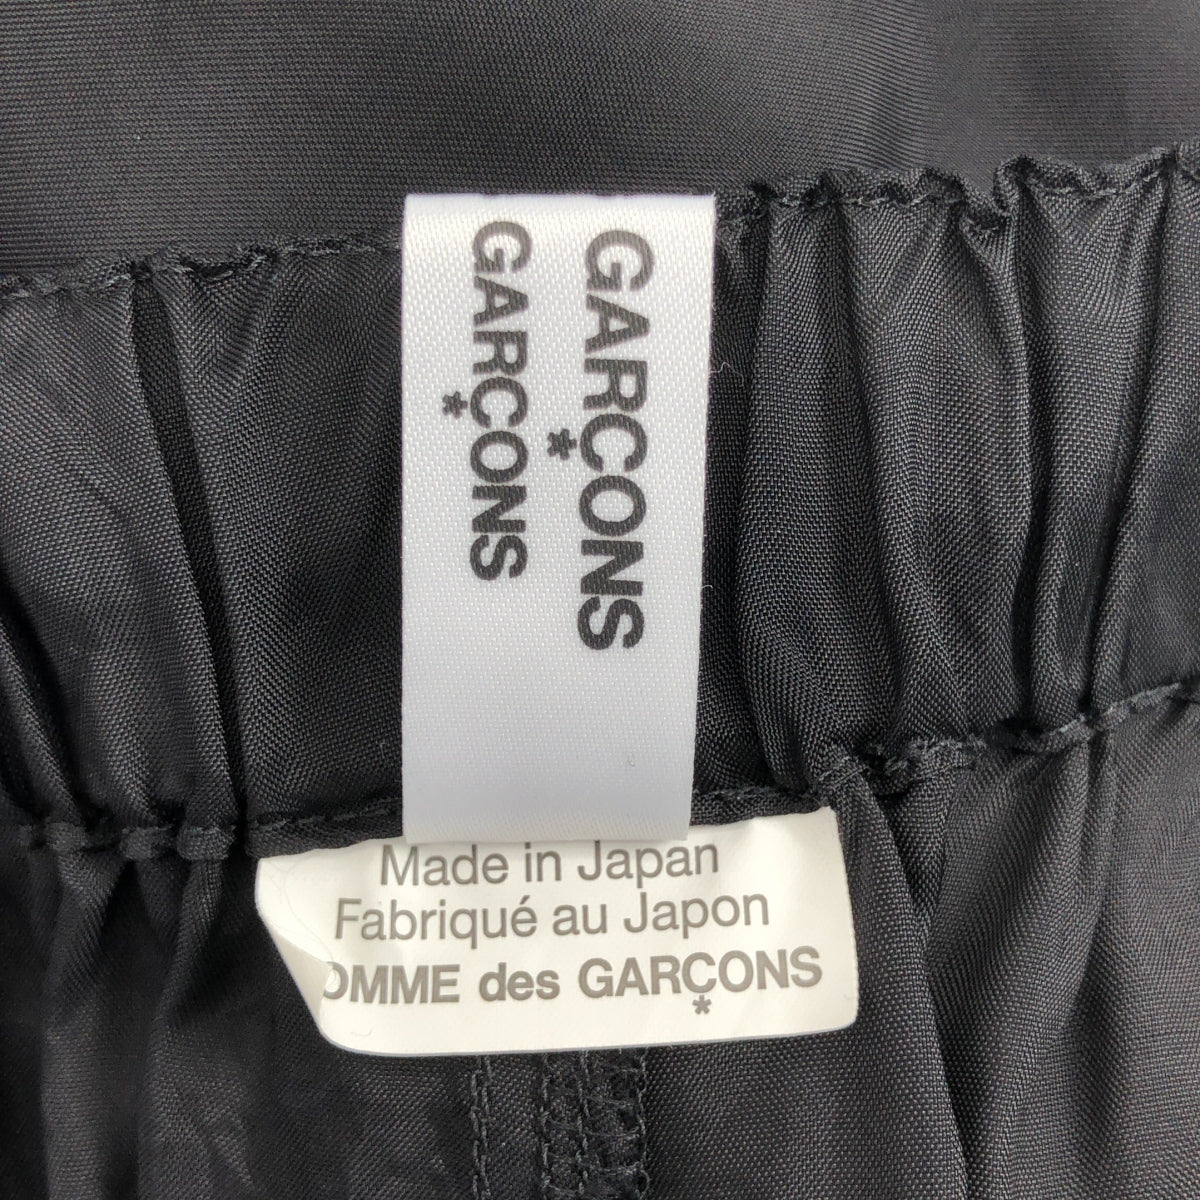 GARÇONS
GARÇONS
Made in Japan
Fabriqué au Japon
OMME des GARÇONS